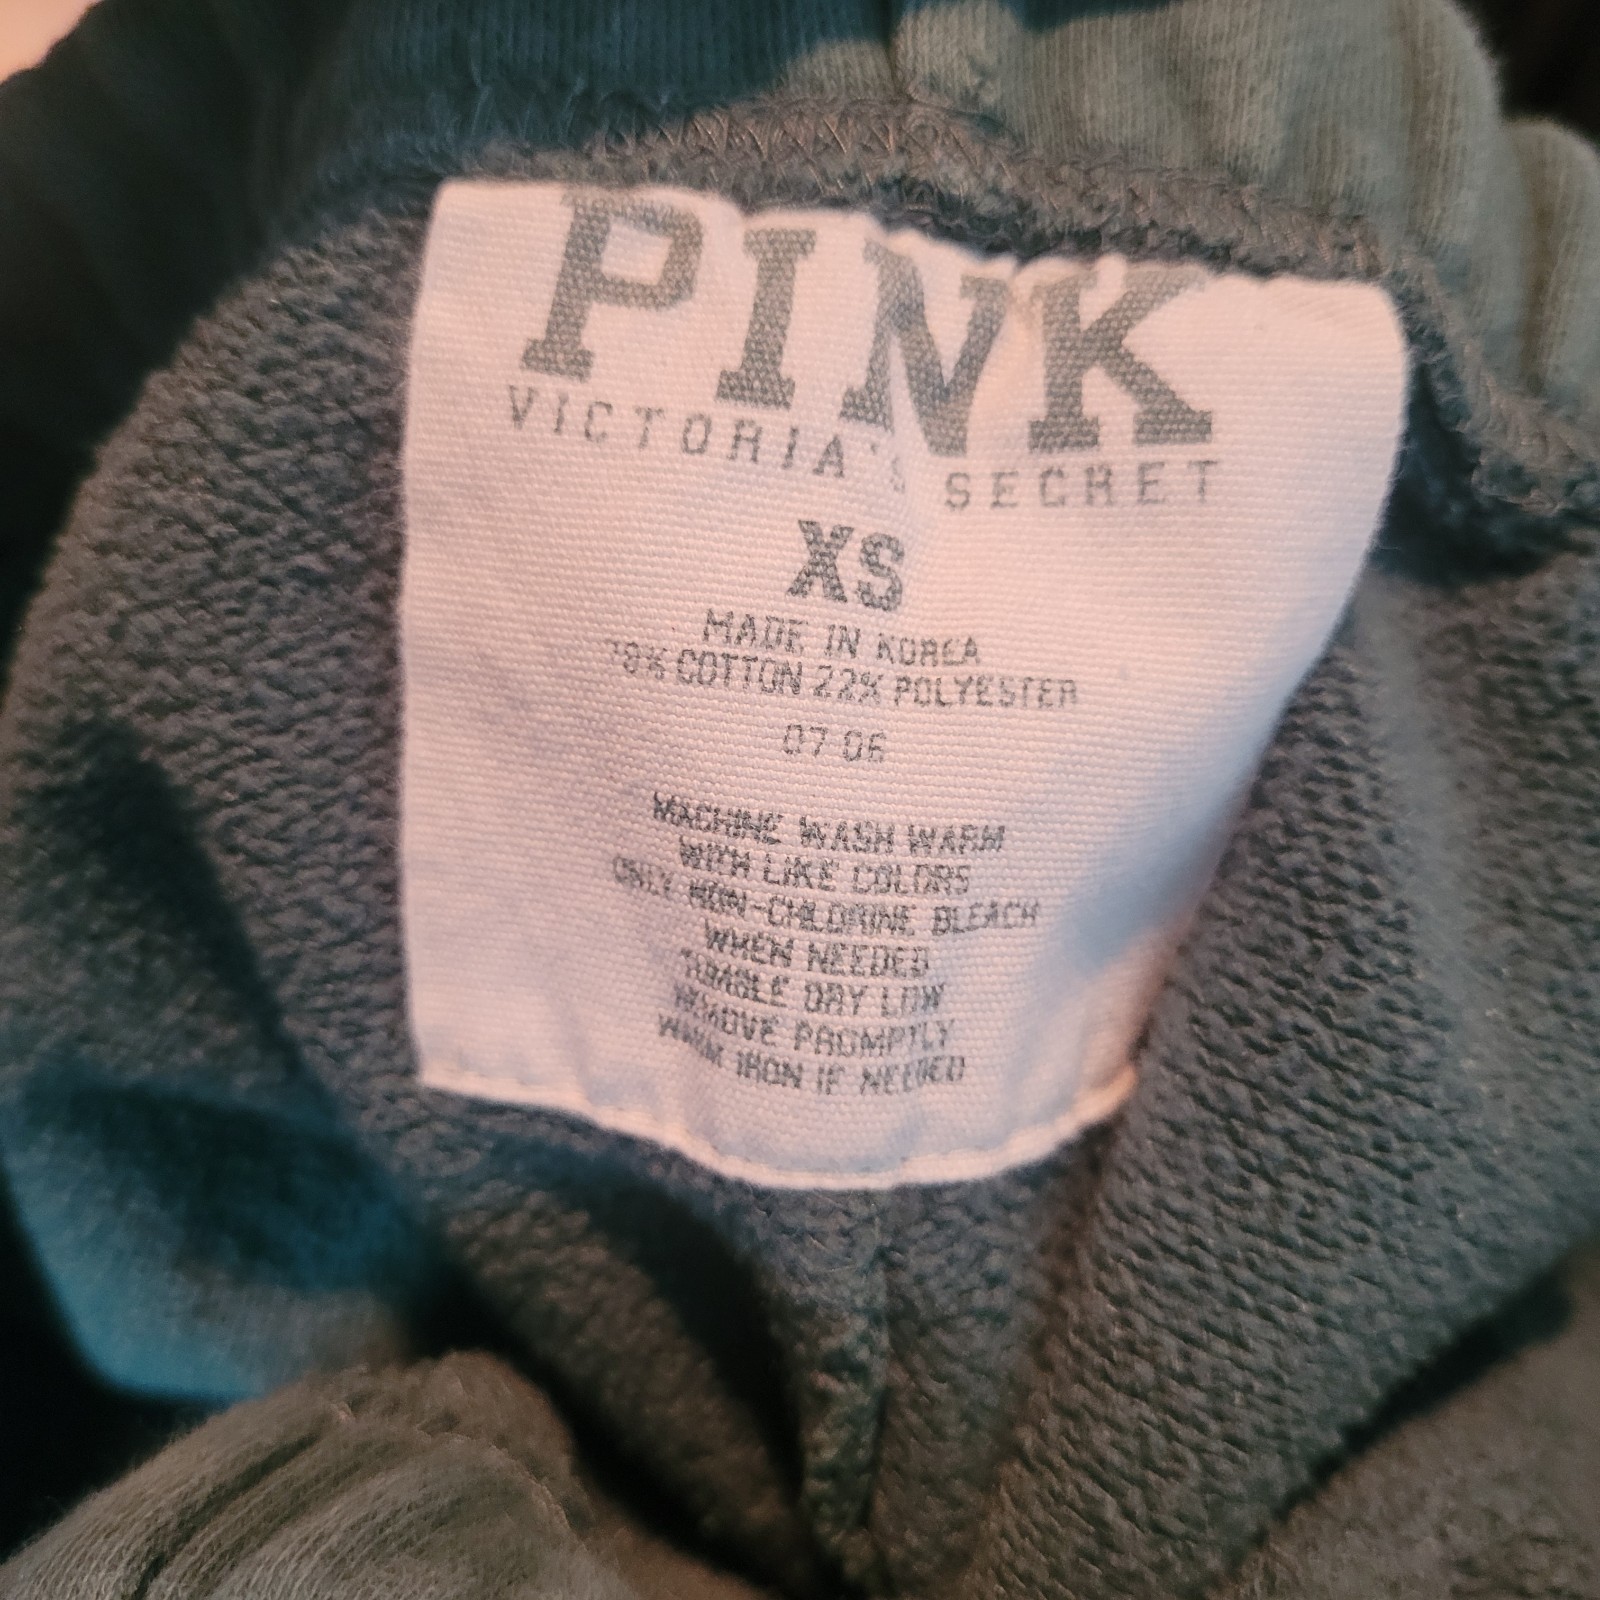 PINK
VICTORIA'S SECRET
XS
MADE IN KOREA
78% COTTON 22% POLYESTER
07 06
MACHINE WASH WARM
WITH LIKE COLORS
ONLY NON-CHLORINE BLEACH
WHEN NEEDED
TUMBLE DRY LOW
REMOVE PROMPTLY
WARM IRON IF NEEDED